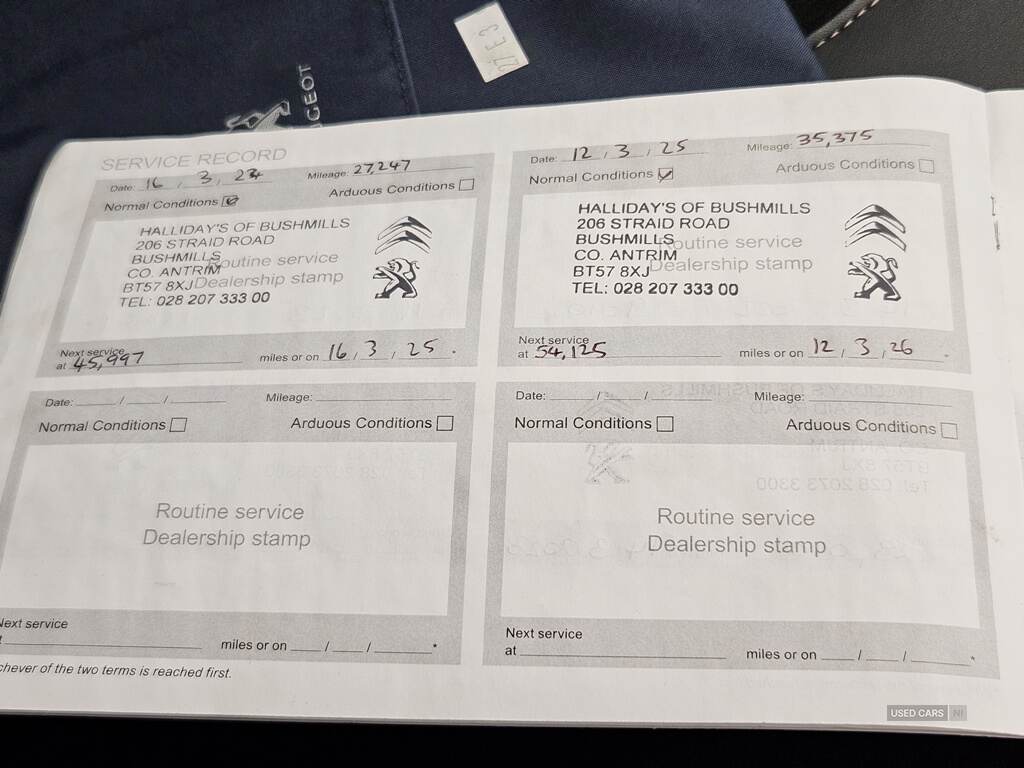 27 E 3
SERVICE RECORD
Date: 16 , 3 , 24 Mileage: 27,247
Normal Conditions Arduous Conditions
HALLIDAY'S OF BUSHMILLS
206 STRAID ROAD
BUSHMILLS
Routine service
CO. ANTRIM
BT57 8XJ
Dealership stamp
TEL: 028 207 333 00
Next service
at 45,997 miles or on 16 , 3 , 25 .
Date: 12 , 3 , 25 Mileage: 35,375
Normal Conditions Arduous Conditions
HALLIDAY'S OF BUSHMILLS
206 STRAID ROAD
BUSHMILLS
Routine service
CO. ANTRIM
BT57 8XJ
Dealership stamp
TEL: 028 207 333 00
Next service
at 54,125 miles or on 12 , 3 , 26 .
Date: / / Mileage:
Normal Conditions Arduous Conditions
Routine service
Dealership stamp
Next service
miles or on / / *
Date: / / Mileage:
Normal Conditions Arduous Conditions
Routine service
Dealership stamp
Next service
at miles or on / / *
of the two terms is reached first.
USED CARS NI